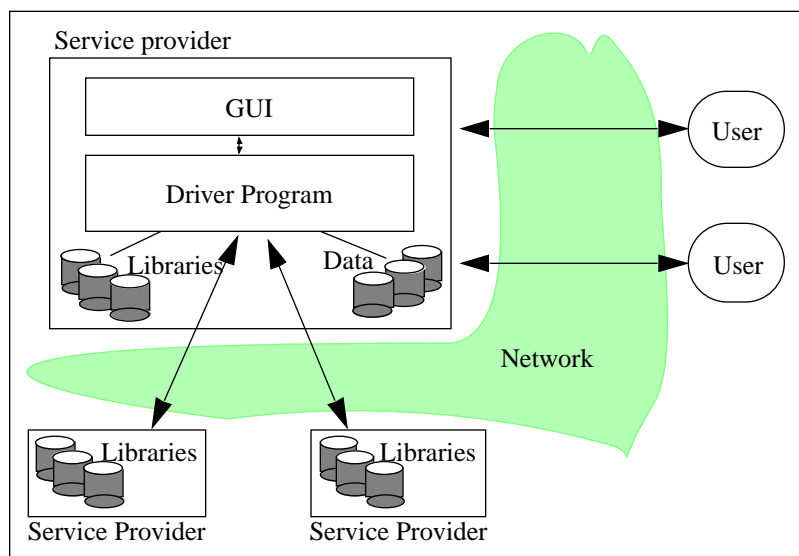 Service provider
GUI
User
Driver Program
Libraries
Data
User
Network
Libraries
Libraries
Service Provider
Service Provider